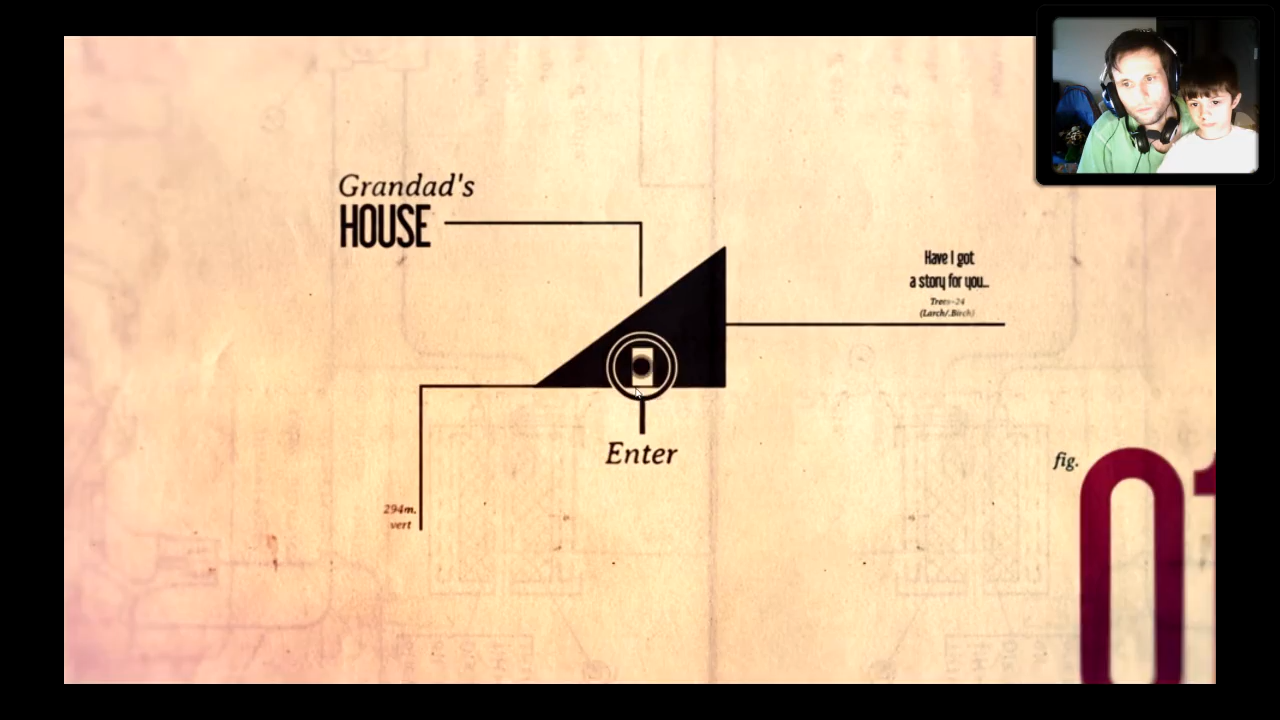 Grandad's
HOUSE
Have I got
a story for you...
Trees-24
(Larch/.Birch)
Enter
294m.
vert
fig.
01